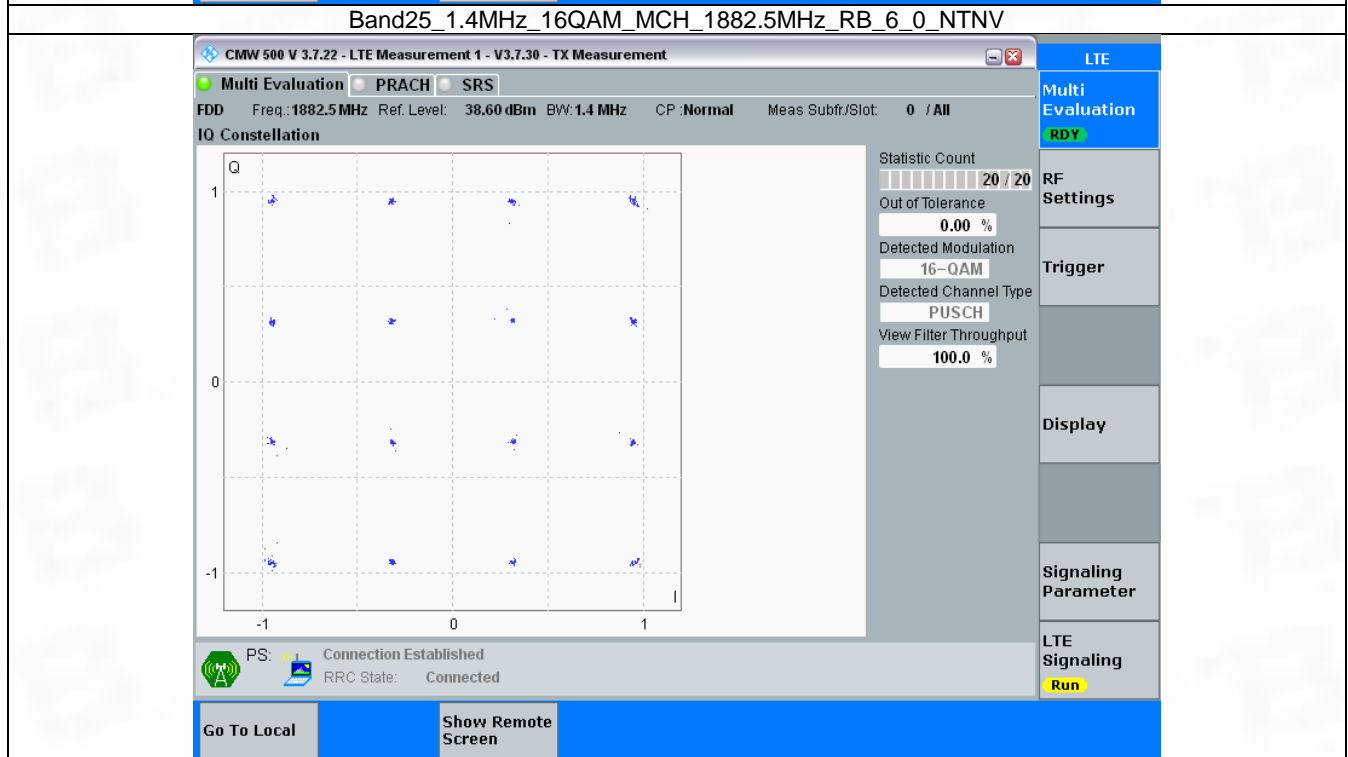 Band25_1.4MHz_16QAM_MCH_1882.5MHz_RB_6_0_NTNV
CMW 500 V 3.7.22 - LTE Measurement 1 - V3.7.30 - TX Measurement
LTE
Multi Evaluation PRACH SRS
Multi
Evaluation
RDY
FDD Freq.:1882.5 MHz Ref. Level: 38.60 dBm BW:1.4 MHz CP :Normal Meas Subfr./Slot: 0 / All
IQ Constellation
Q
1
0
-1
I
-1 0 1
Statistic Count
20 / 20
Out of Tolerance
0.00 %
Detected Modulation
16-QAM
Detected Channel Type
PUSCH
View Filter Throughput
100.0 %
RF
Settings
Trigger
Display
Signaling
Parameter
LTE
Signaling
Run
PS: Connection Established
RRC State: Connected
Go To Local
Show Remote
Screen